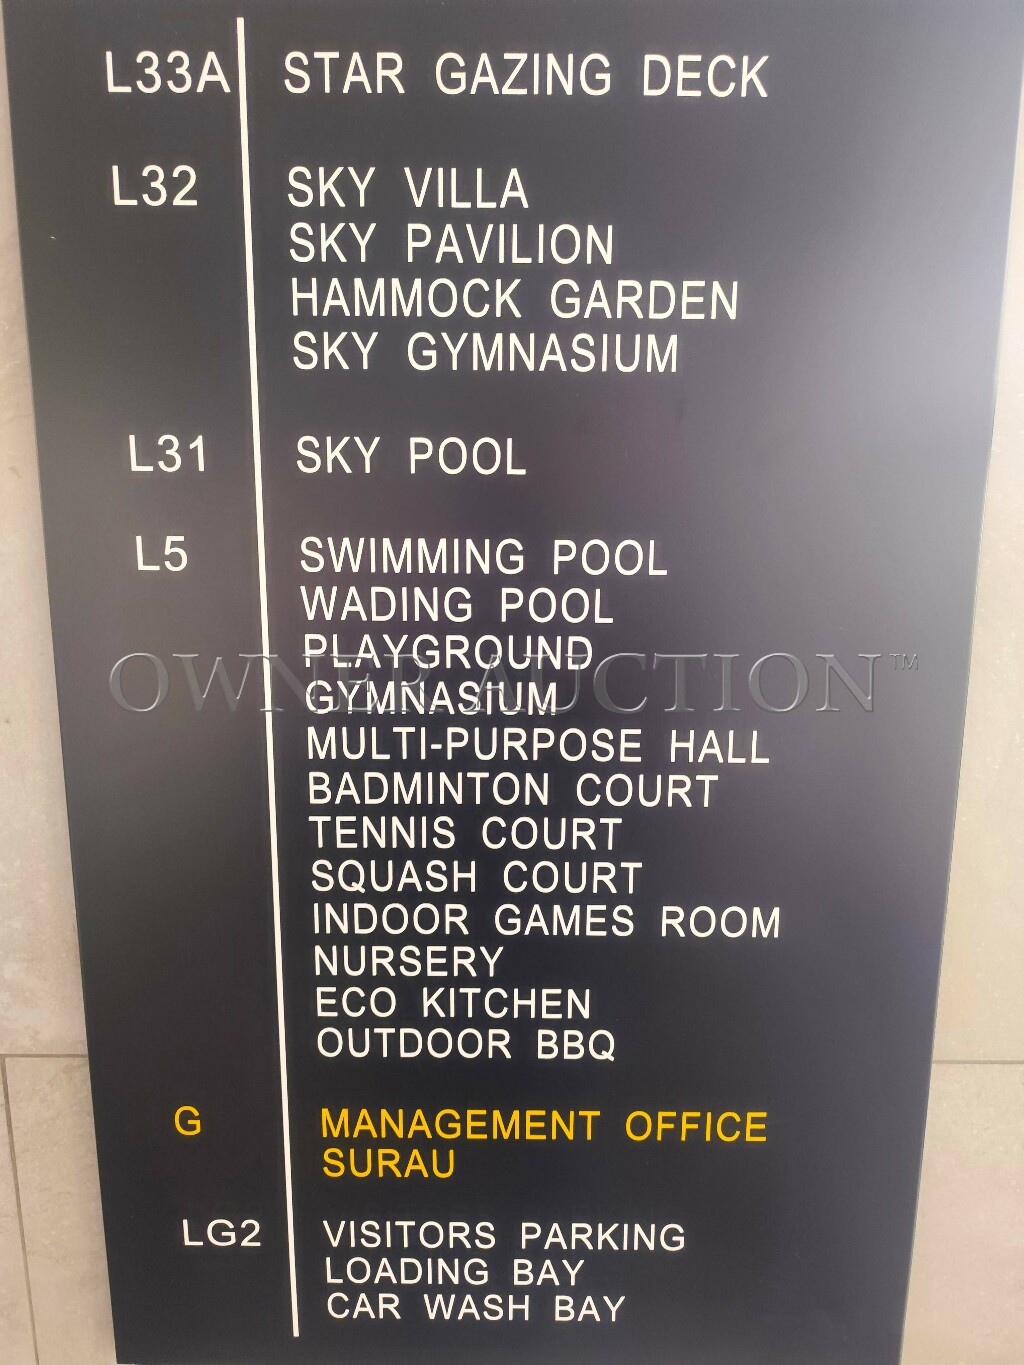 L33A STAR GAZING DECK
L32 SKY VILLA
SKY PAVILION
HAMMOCK GARDEN
SKY GYMNASIUM
L31 SKY POOL
L5 SWIMMING POOL
WADING POOL
PLAYGROUND
OWNER AUCTION™
GYMNASIUM
MULTI-PURPOSE HALL
BADMINTON COURT
TENNIS COURT
SQUASH COURT
INDOOR GAMES ROOM
NURSERY
ECO KITCHEN
OUTDOOR BBQ
G MANAGEMENT OFFICE
SURAU
LG2 VISITORS PARKING
LOADING BAY
CAR WASH BAY